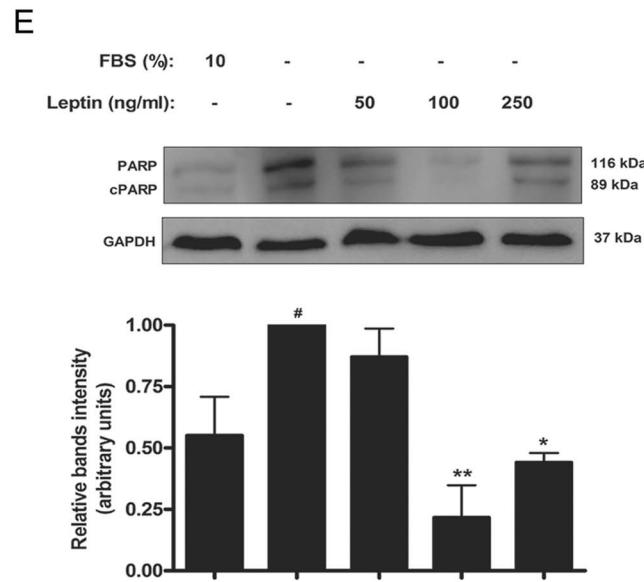 E
FBS (%): 10 - - - -
Leptin (ng/ml): - - 50 100 250
PARP 116 kDa
cPARP 89 kDa
GAPDH 37 kDa
Relative bands intensity
(arbitrary units)
1.00
0.75
0.50
0.25
0.00
#
**
*